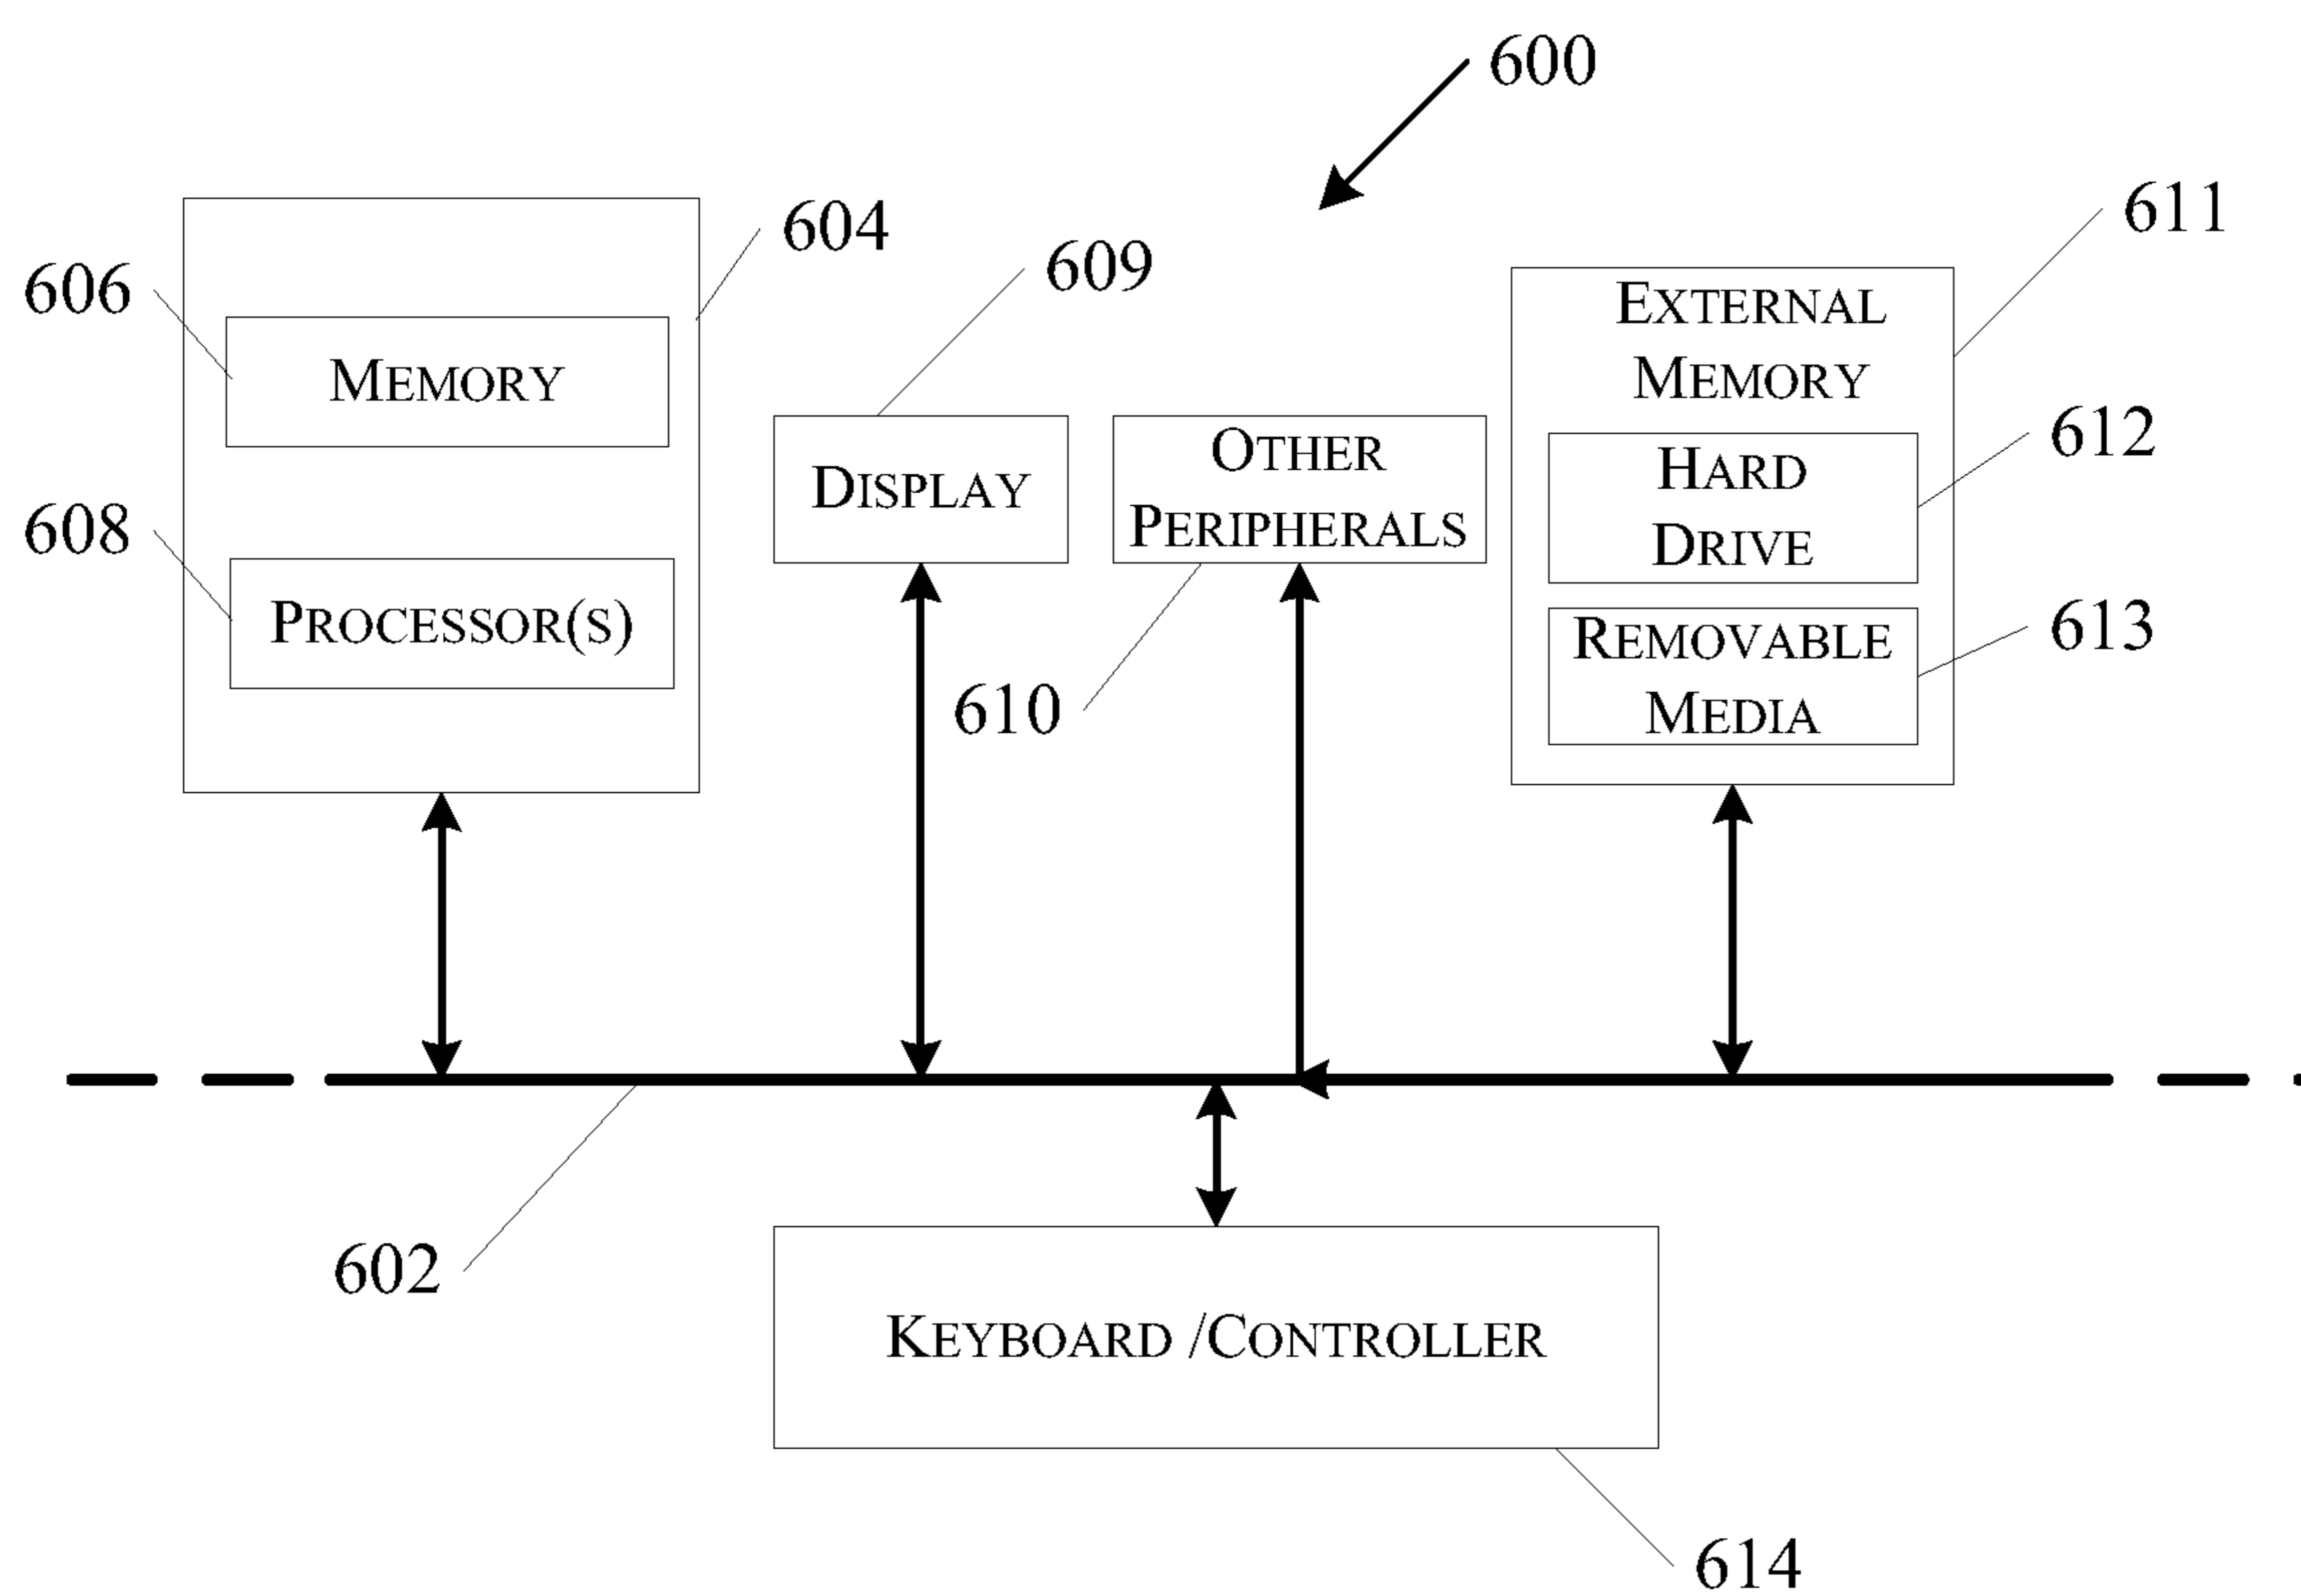 600
604
611
609
606
EXTERNAL
MEMORY
MEMORY
612
OTHER
PERIPHERALS
DISPLAY
HARD
DRIVE
608
PROCESSOR(S)
613
REMOVABLE
MEDIA
610
602
KEYBOARD /CONTROLLER
614